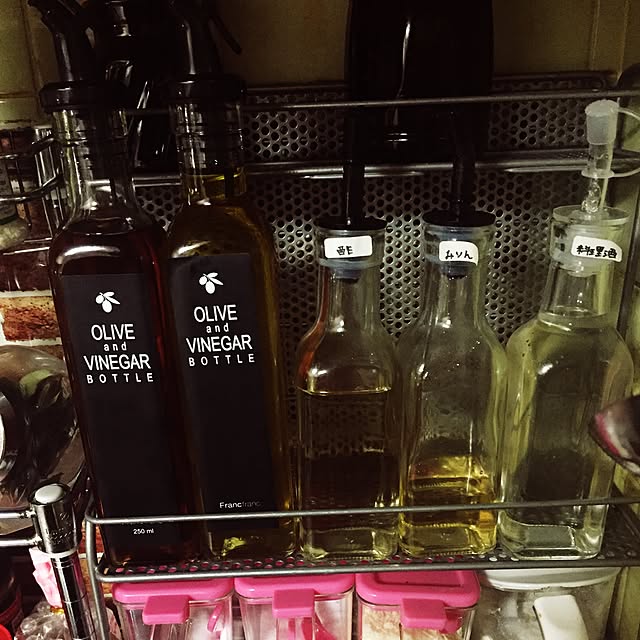 OLIVE
and
VINEGAR
BOTTLE
250 ml
OLIVE
and
VINEGAR
BOTTLE
Francfranc
酢
みりん
料理酒